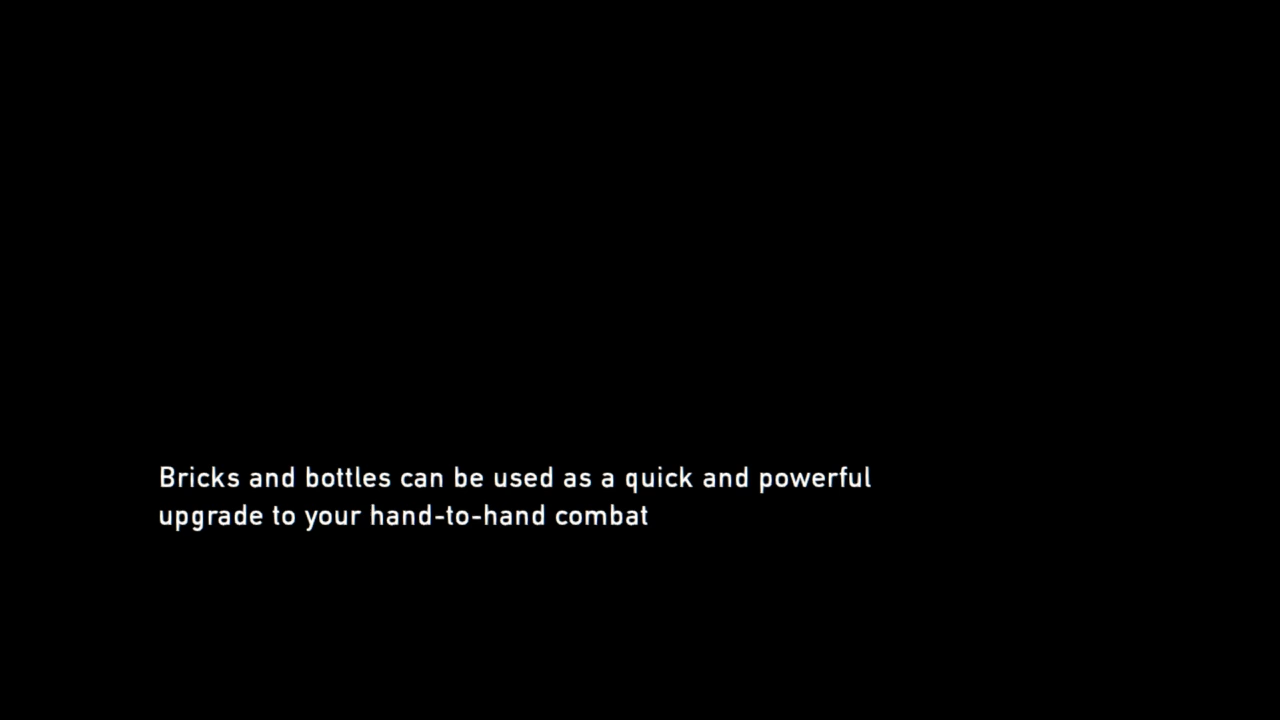 Bricks and bottles can be used as a quick and powerful
upgrade to your hand-to-hand combat